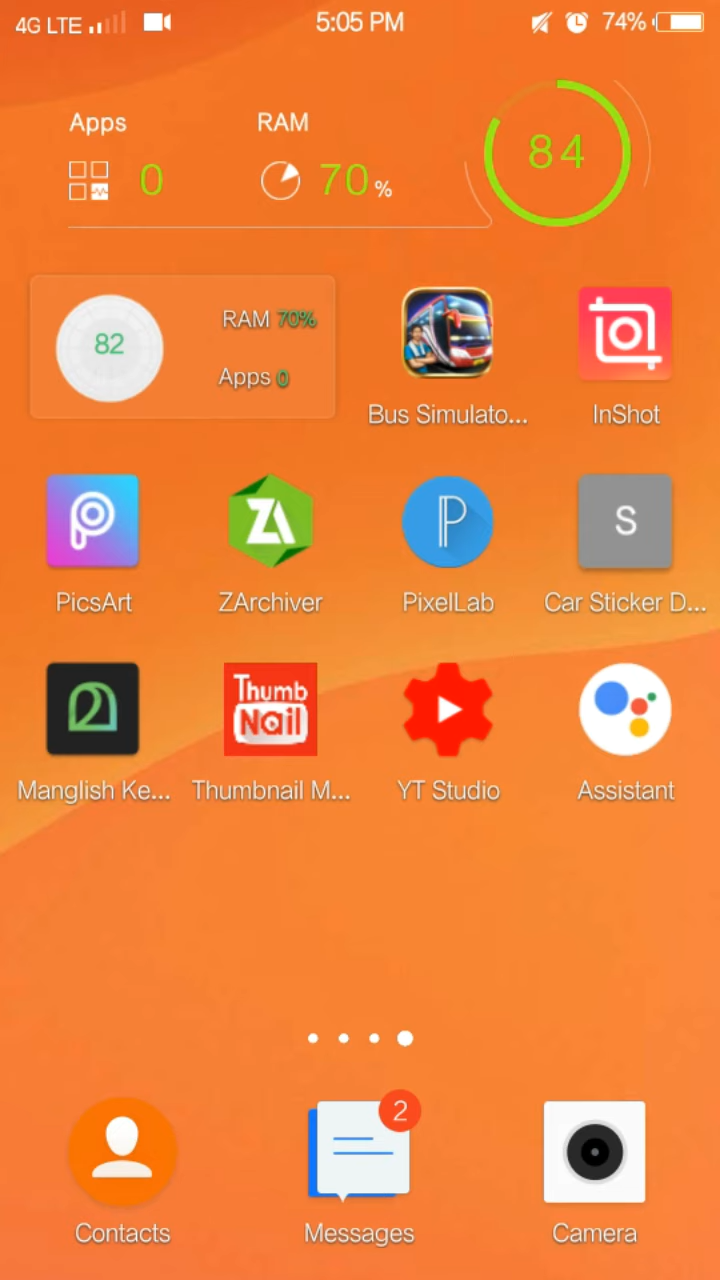 4G LTE 5:05 PM 74%
Apps RAM
0 70 % 84
82 RAM 70%
Apps 0
Bus Simulato... InShot
ZA P S
PicsArt ZArchiver PixelLab Car Sticker D...
Thumb
Nail
Manglish Ke... Thumbnail M... YT Studio Assistant
2
Contacts Messages Camera